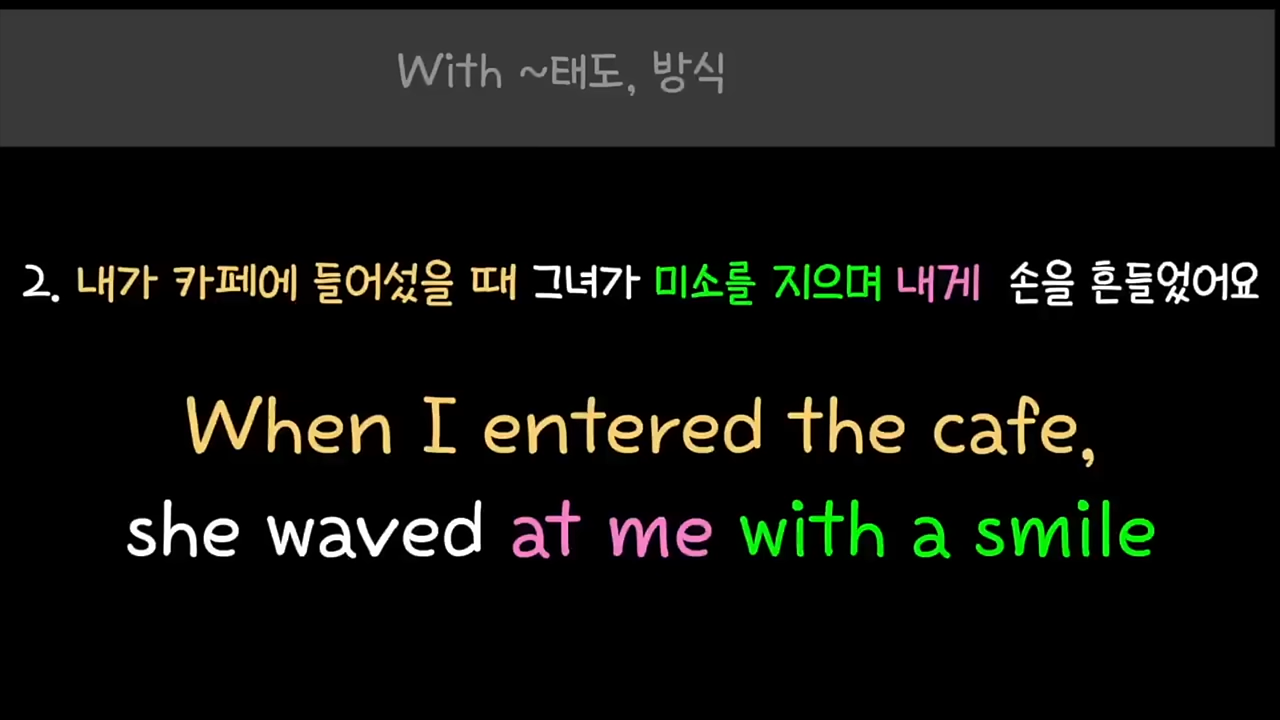 With ~태도, 방식
2. 내가 카페에 들어섰을 때 그녀가 미소를 지으며 내게 손을 흔들었어요
When I entered the cafe,
she waved at me with a smile